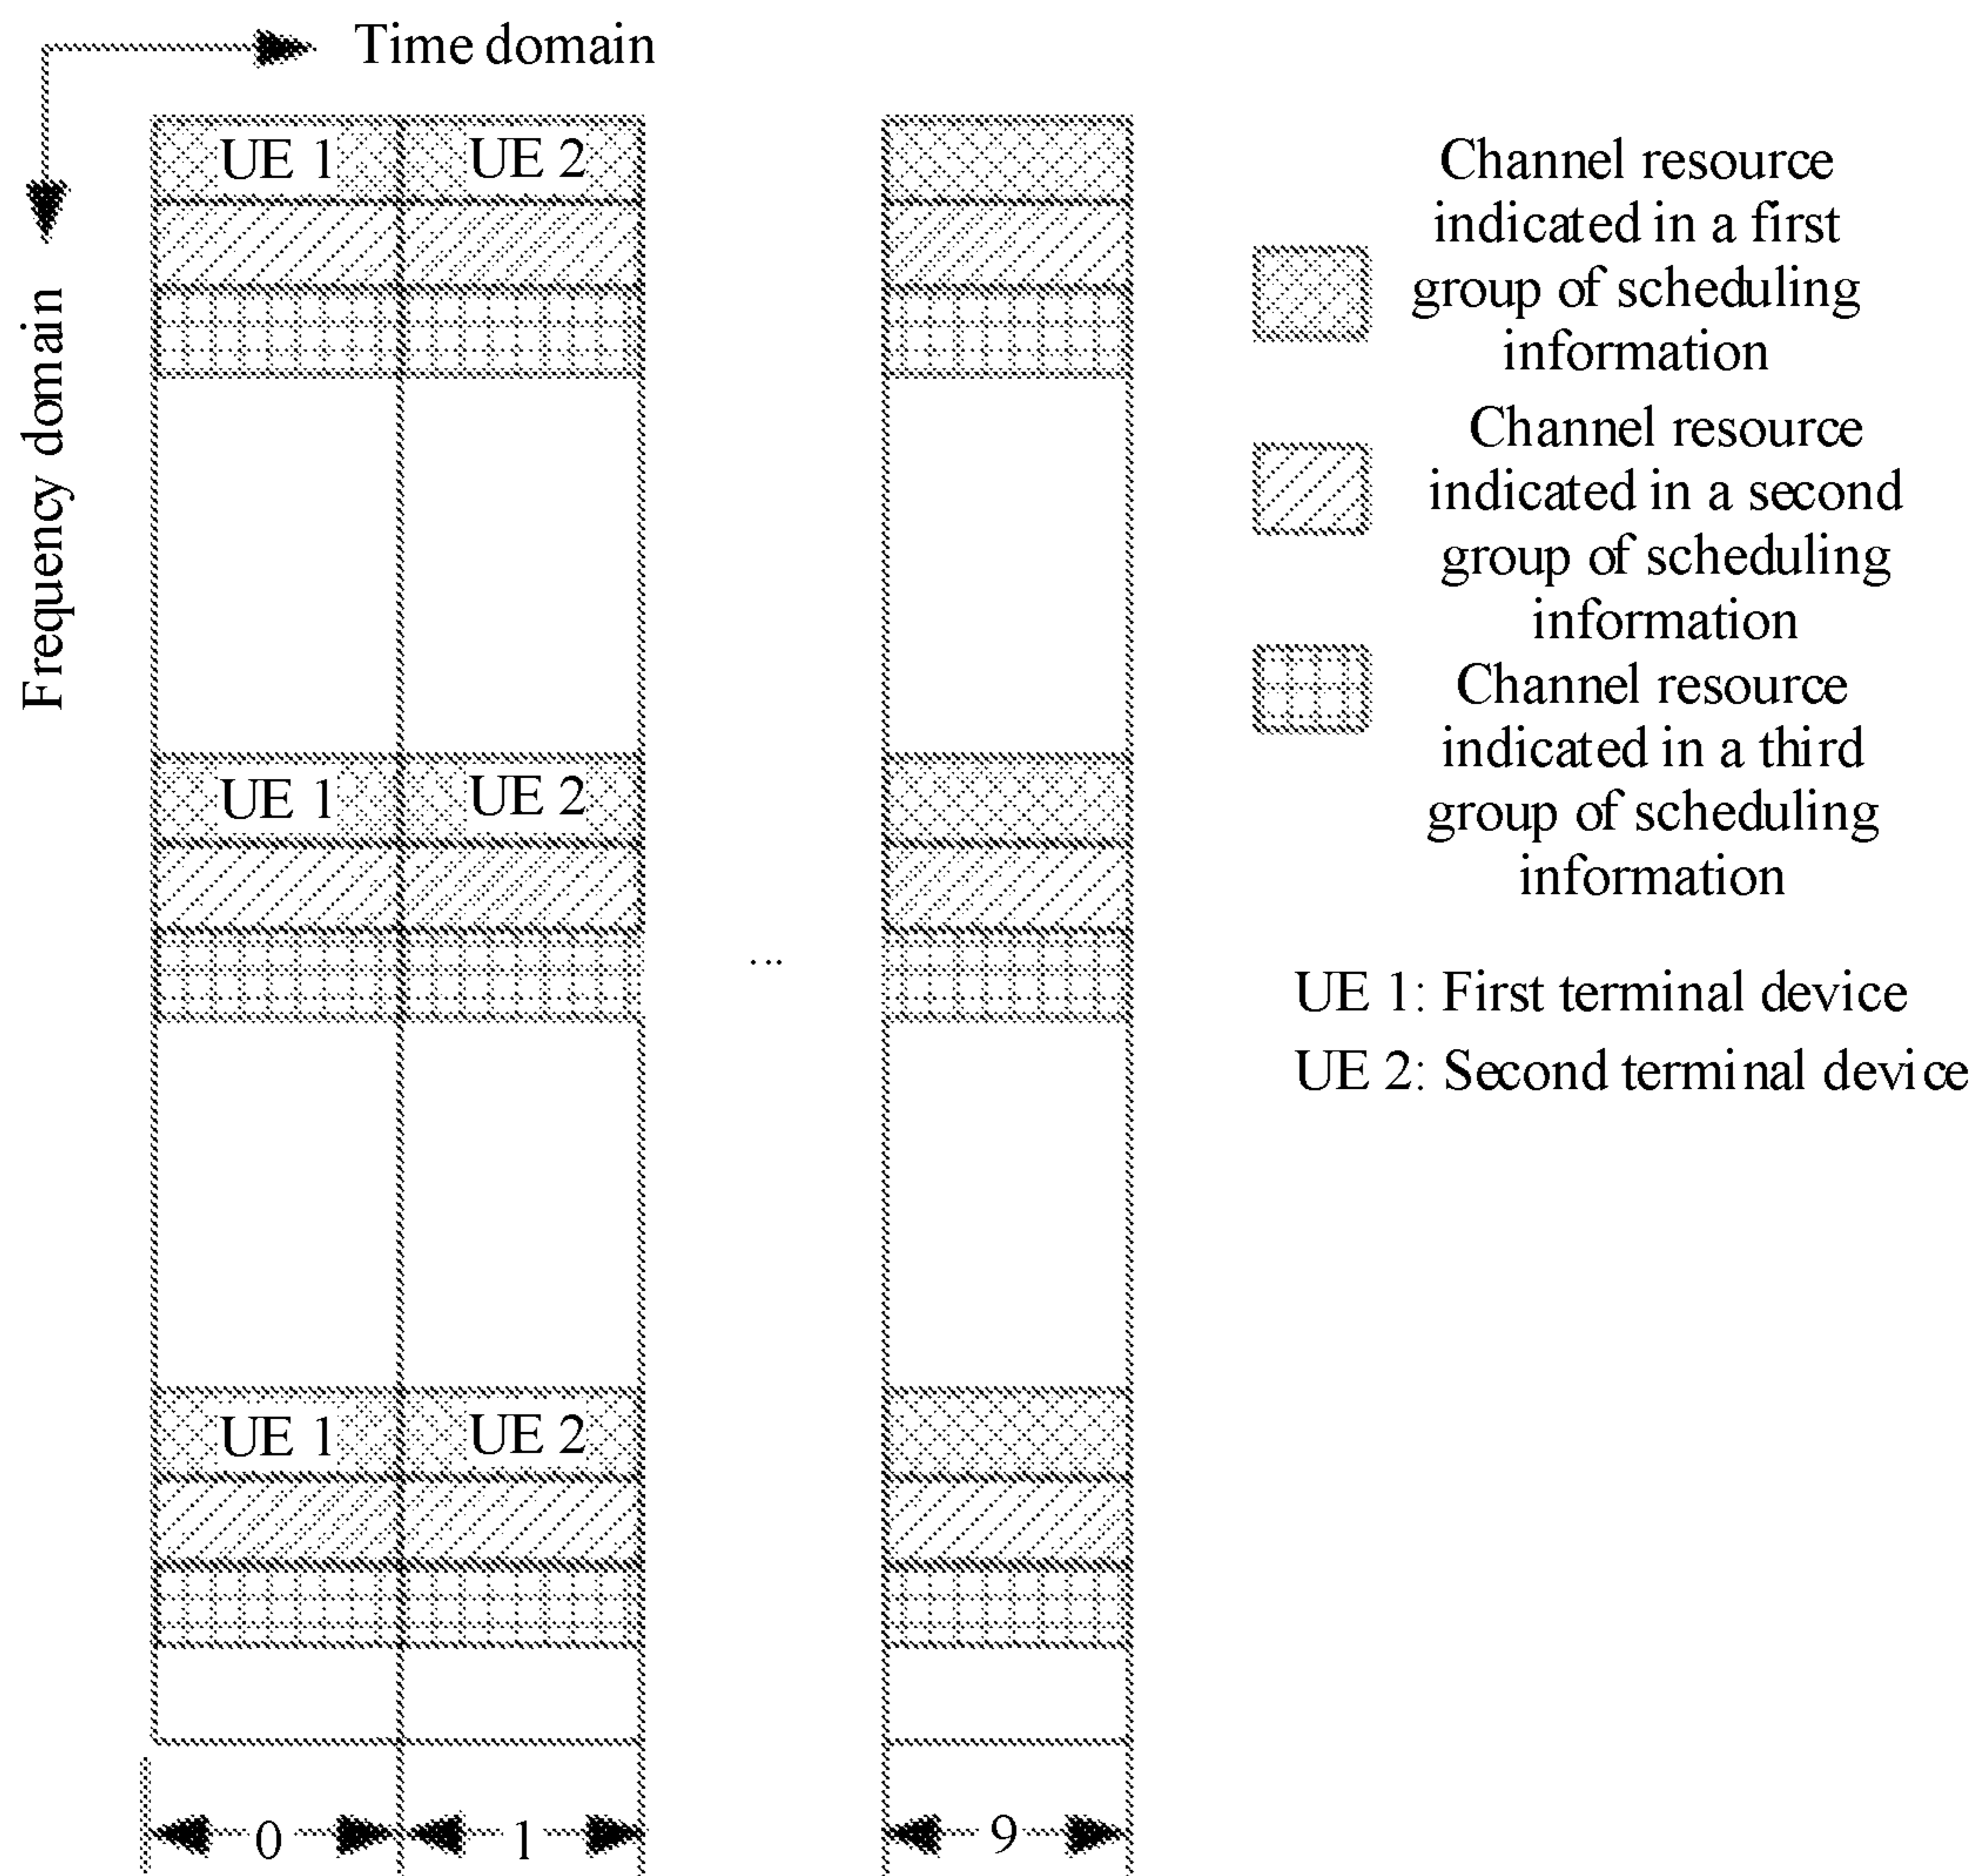 Time domain
Frequency domain
UE 1 UE 2
UE 1 UE 2
...
UE 1 UE 2
0 1 9
Channel resource
indicated in a first
group of scheduling
information
Channel resource
indicated in a second
group of scheduling
information
Channel resource
indicated in a third
group of scheduling
information
UE 1: First terminal device
UE 2: Second terminal device